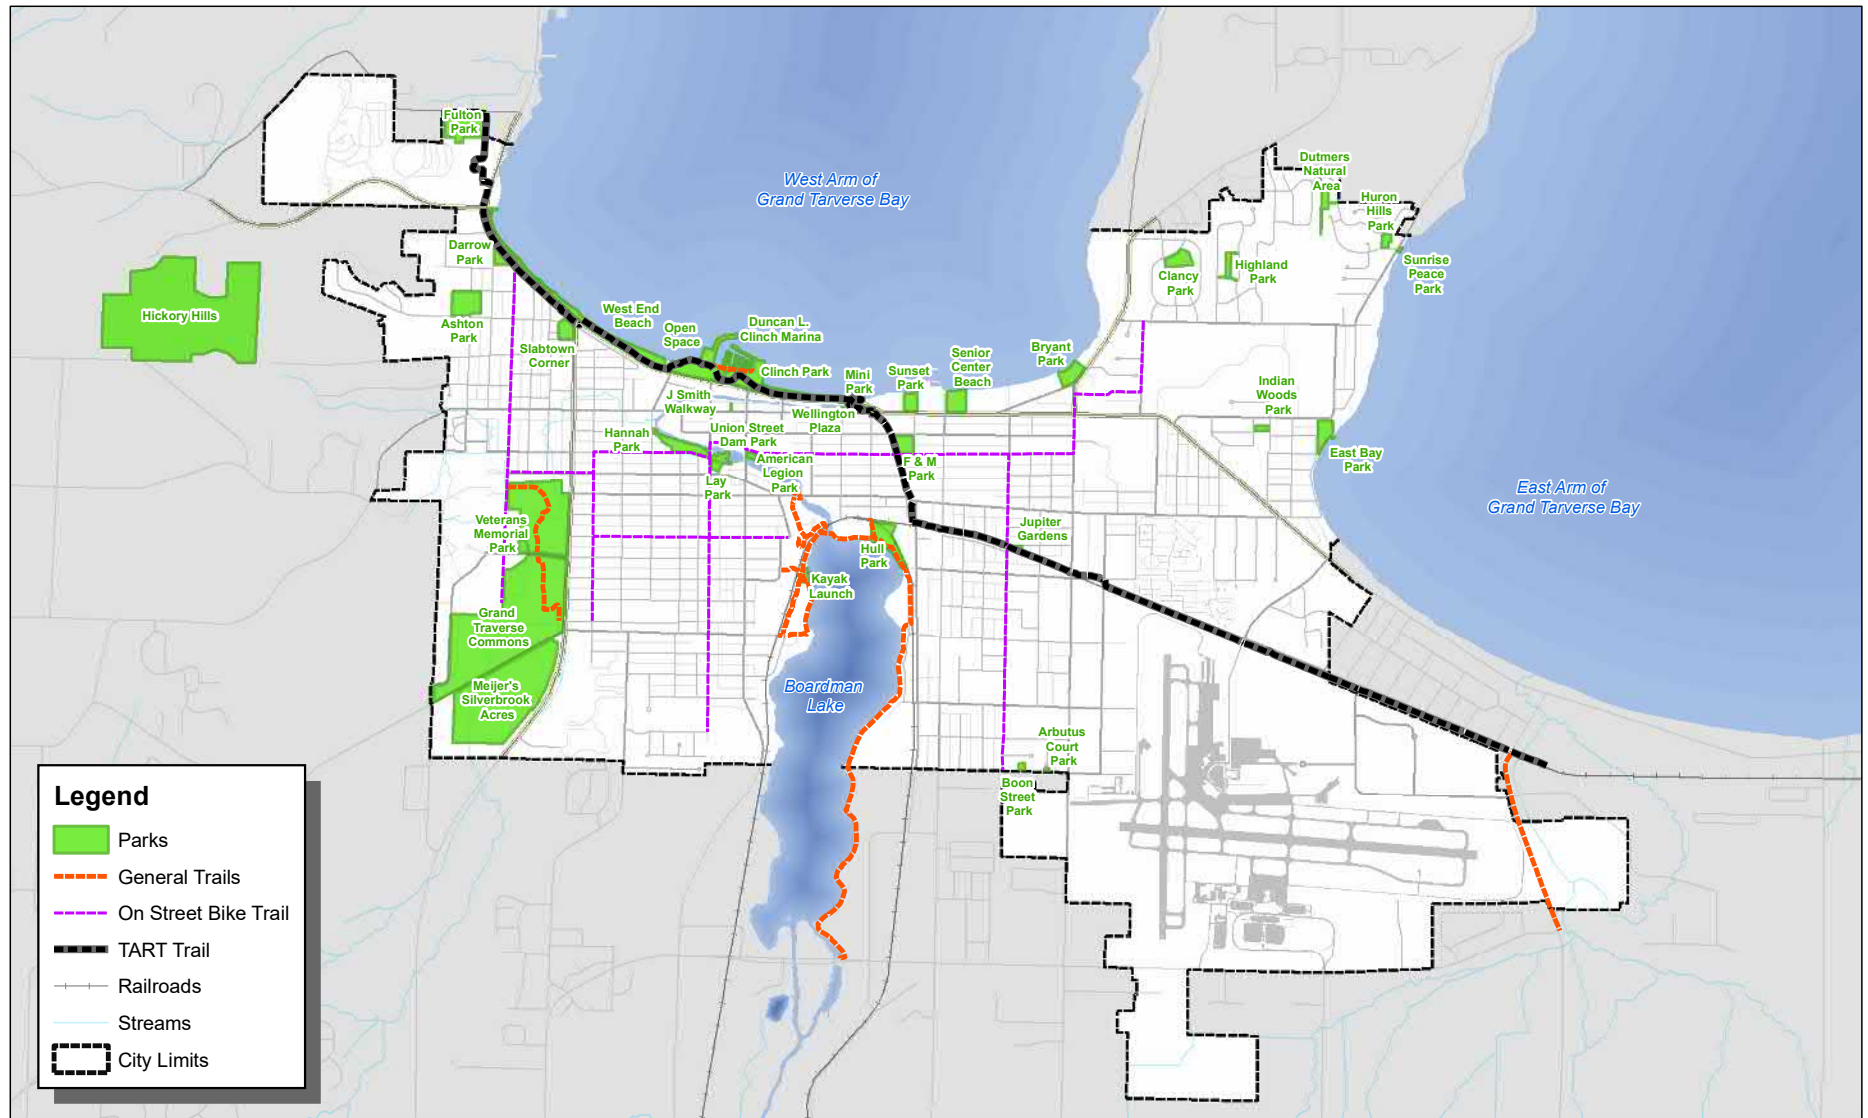 Fulton
Park
West Arm of
Grand Tarverse Bay
Dutmers
Natural
Area
Huron
Hills
Park
Darrow
Park
Sunrise
Peace
Park
Clancy
Park
Highland
Park
Hickory Hills
Ashton
Park
West End
Beach
Open
Space
Duncan L.
Clinch Marina
Slabtown
Corner
Clinch Park
Mini
Park
Sunset
Park
Senior
Center
Beach
Bryant
Park
J Smith
Walkway
Wellington
Plaza
Indian
Woods
Park
Hannah
Park
Union Street
Dam Park
American
Legion
Park
Lay
Park
F & M
Park
East Bay
Park
East Arm of
Grand Tarverse Bay
Veterans
Memorial
Park
Jupiter
Gardens
Hull
Park
Kayak
Launch
Grand
Traverse
Commons
Meijer's
Silverbrook
Acres
Boardman
Lake
Arbutus
Court
Park
Boon
Street
Park
Legend
Parks
General Trails
On Street Bike Trail
TART Trail
Railroads
Streams
City Limits